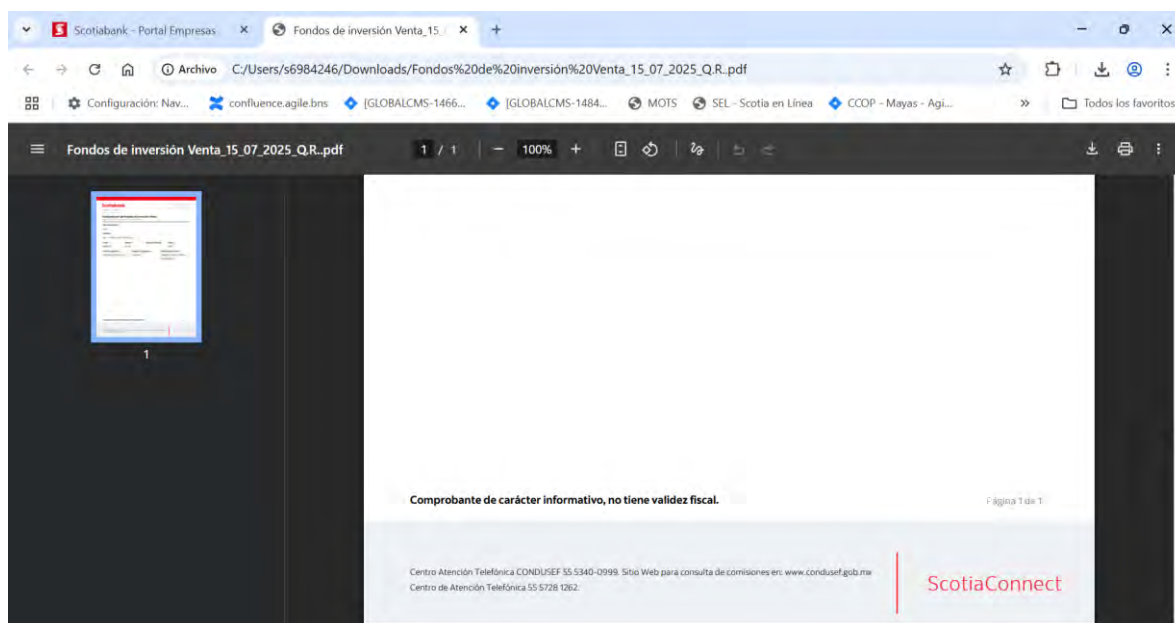 Scotiabank - Portal Empresas
Fondos de inversión Venta_15
Archivo C:/Users/s6984246/Downloads/Fondos%20de%20inversión%20Venta_15_07_2025_Q.R..pdf
Configuración: Nav... confluence.agile.bns [GLOBALCMS-1466... [GLOBALCMS-1484... MOTS SEL - Scotia en Línea CCOP - Mayas - Agi... » Todos los favoritos
Fondos de inversión Venta_15_07_2025_Q.R..pdf 1 / 1 100%
1
Comprobante de carácter informativo, no tiene validez fiscal. Página 1 de 1
Centro Atención Telefónica CONDUSEF 55 5340-0999. Sitio Web para consulta de comisiones en: www.condusef.gob.mx
Centro de Atención Telefónica 55 5728 1262.
ScotiaConnect